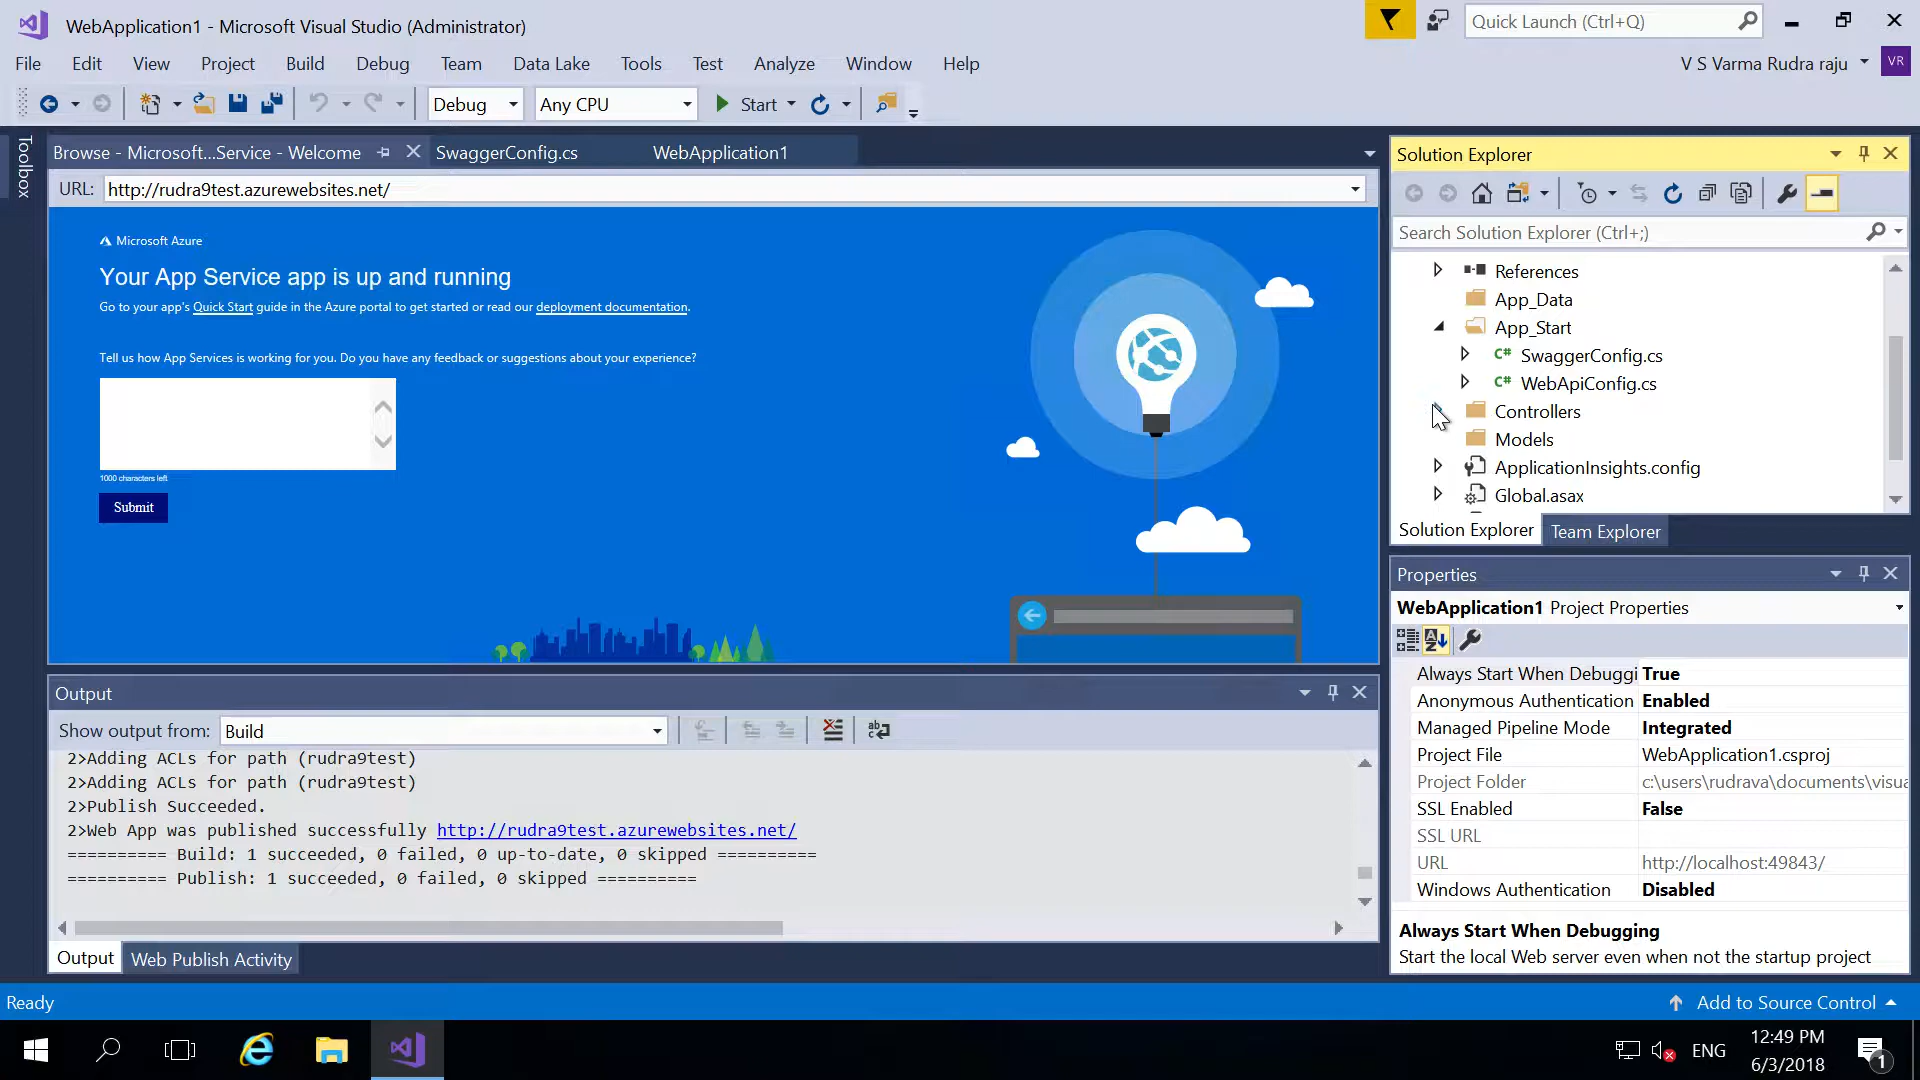 WebApplication1 - Microsoft Visual Studio (Administrator)
Quick Launch (Ctrl+Q)
File Edit View Project Build Debug Team Data Lake Tools Test Analyze Window Help
V S Varma Rudra raju VR
Debug Any CPU Start
Toolbox
Browse - Microsoft...Service - Welcome SwaggerConfig.cs WebApplication1
URL: http://rudra9test.azurewebsites.net/
Microsoft Azure
Your App Service app is up and running
Go to your app's Quick Start guide in the Azure portal to get started or read our deployment documentation.
Tell us how App Services is working for you. Do you have any feedback or suggestions about your experience?
1000 characters left
Submit
Output
Show output from: Build
2>Adding ACLs for path (rudra9test)
2>Adding ACLs for path (rudra9test)
2>Publish Succeeded.
2>Web App was published successfully http://rudra9test.azurewebsites.net/
========== Build: 1 succeeded, 0 failed, 0 up-to-date, 0 skipped ==========
========== Publish: 1 succeeded, 0 failed, 0 skipped ==========
Output Web Publish Activity
Solution Explorer
Search Solution Explorer (Ctrl+;)
References
App_Data
App_Start
C# SwaggerConfig.cs
C# WebApiConfig.cs
Controllers
Models
ApplicationInsights.config
Global.asax
Solution Explorer Team Explorer
Properties
WebApplication1 Project Properties
Always Start When Debuggi True
Anonymous Authentication Enabled
Managed Pipeline Mode Integrated
Project File WebApplication1.csproj
Project Folder c:\users\rudrava\documents\visua
SSL Enabled False
SSL URL
URL http://localhost:49843/
Windows Authentication Disabled
Always Start When Debugging
Start the local Web server even when not the startup project
Ready
Add to Source Control
ENG
12:49 PM
6/3/2018
1